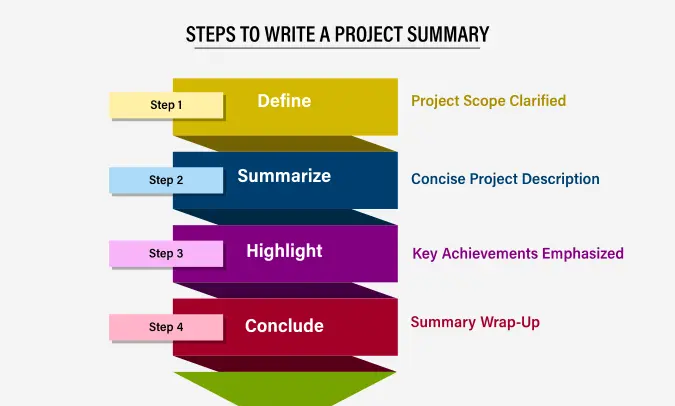 STEPS TO WRITE A PROJECT SUMMARY
Step 1
Define
Project Scope Clarified
Step 2
Summarize
Concise Project Description
Step 3
Highlight
Key Achievements Emphasized
Step 4
Conclude
Summary Wrap-Up